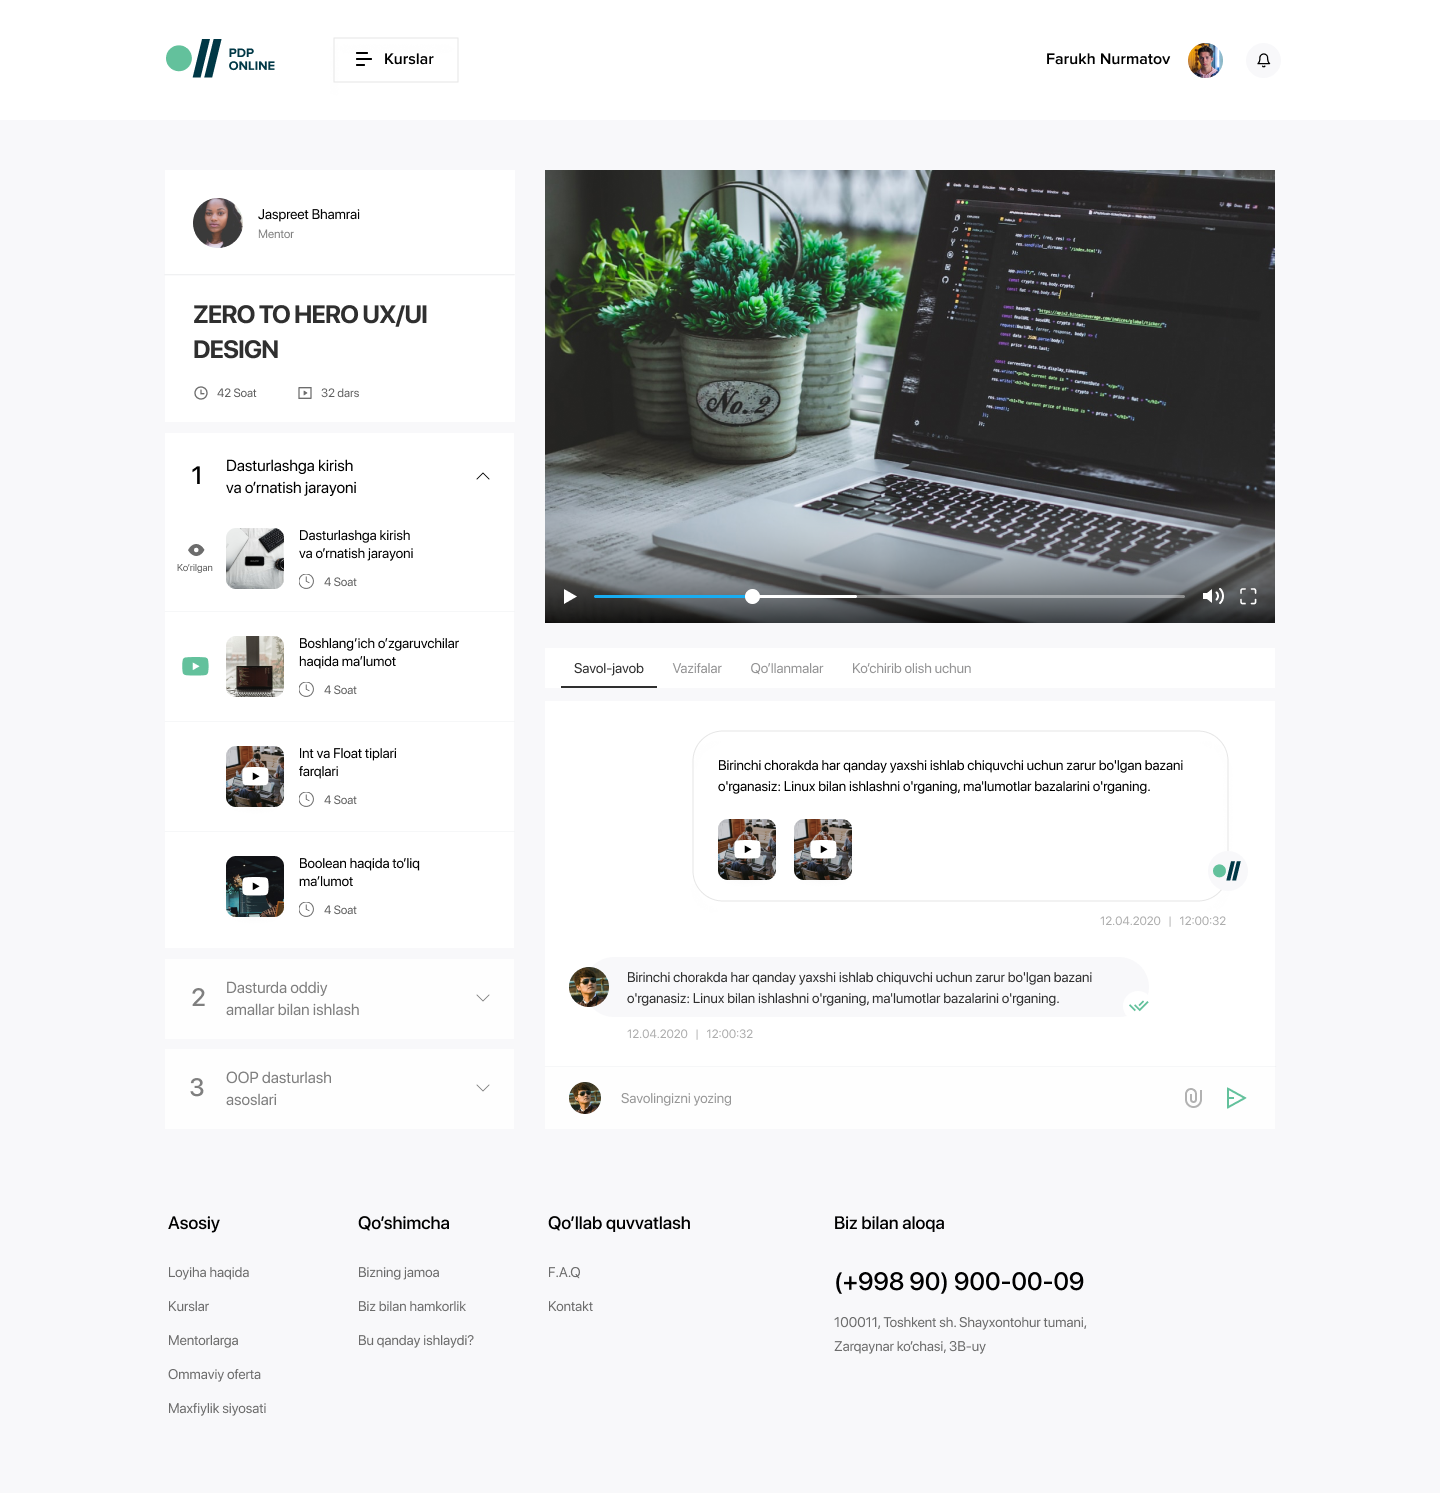 PDP
ONLINE
Kurslar
Farukh Nurmatov
Jaspreet Bhamrai
Mentor
ZERO TO HERO UX/UI
DESIGN
42 Soat
32 dars
1
Dasturlashga kirish
va o‘rnatish jarayoni
Dasturlashga kirish
va o‘rnatish jarayoni
Ko‘rilgan
4 Soat
Boshlang‘ich o‘zgaruvchilar
haqida ma’lumot
4 Soat
Int va Float tiplari
farqlari
4 Soat
Boolean haqida to‘liq
ma’lumot
4 Soat
2
Dasturda oddiy
amallar bilan ishlash
3
OOP dasturlash
asoslari
No. 2
Savol-javob
Vazifalar
Qo‘llanmalar
Ko‘chirib olish uchun
Birinchi chorakda har qanday yaxshi ishlab chiquvchi uchun zarur bo'lgan bazani
o'rganasiz: Linux bilan ishlashni o'rganing, ma'lumotlar bazalarini o'rganing.
12.04.2020 | 12:00:32
Birinchi chorakda har qanday yaxshi ishlab chiquvchi uchun zarur bo'lgan bazani
o'rganasiz: Linux bilan ishlashni o'rganing, ma'lumotlar bazalarini o'rganing.
12.04.2020 | 12:00:32
Savolingizni yozing
Asosiy
Loyiha haqida
Kurslar
Mentorlarga
Ommaviy oferta
Maxfiylik siyosati
Qo‘shimcha
Bizning jamoa
Biz bilan hamkorlik
Bu qanday ishlaydi?
Qo‘llab quvvatlash
F.A.Q
Kontakt
Biz bilan aloqa
(+998 90) 900-00-09
100011, Toshkent sh. Shayxontohur tumani,
Zarqaynar ko‘chasi, 3B-uy